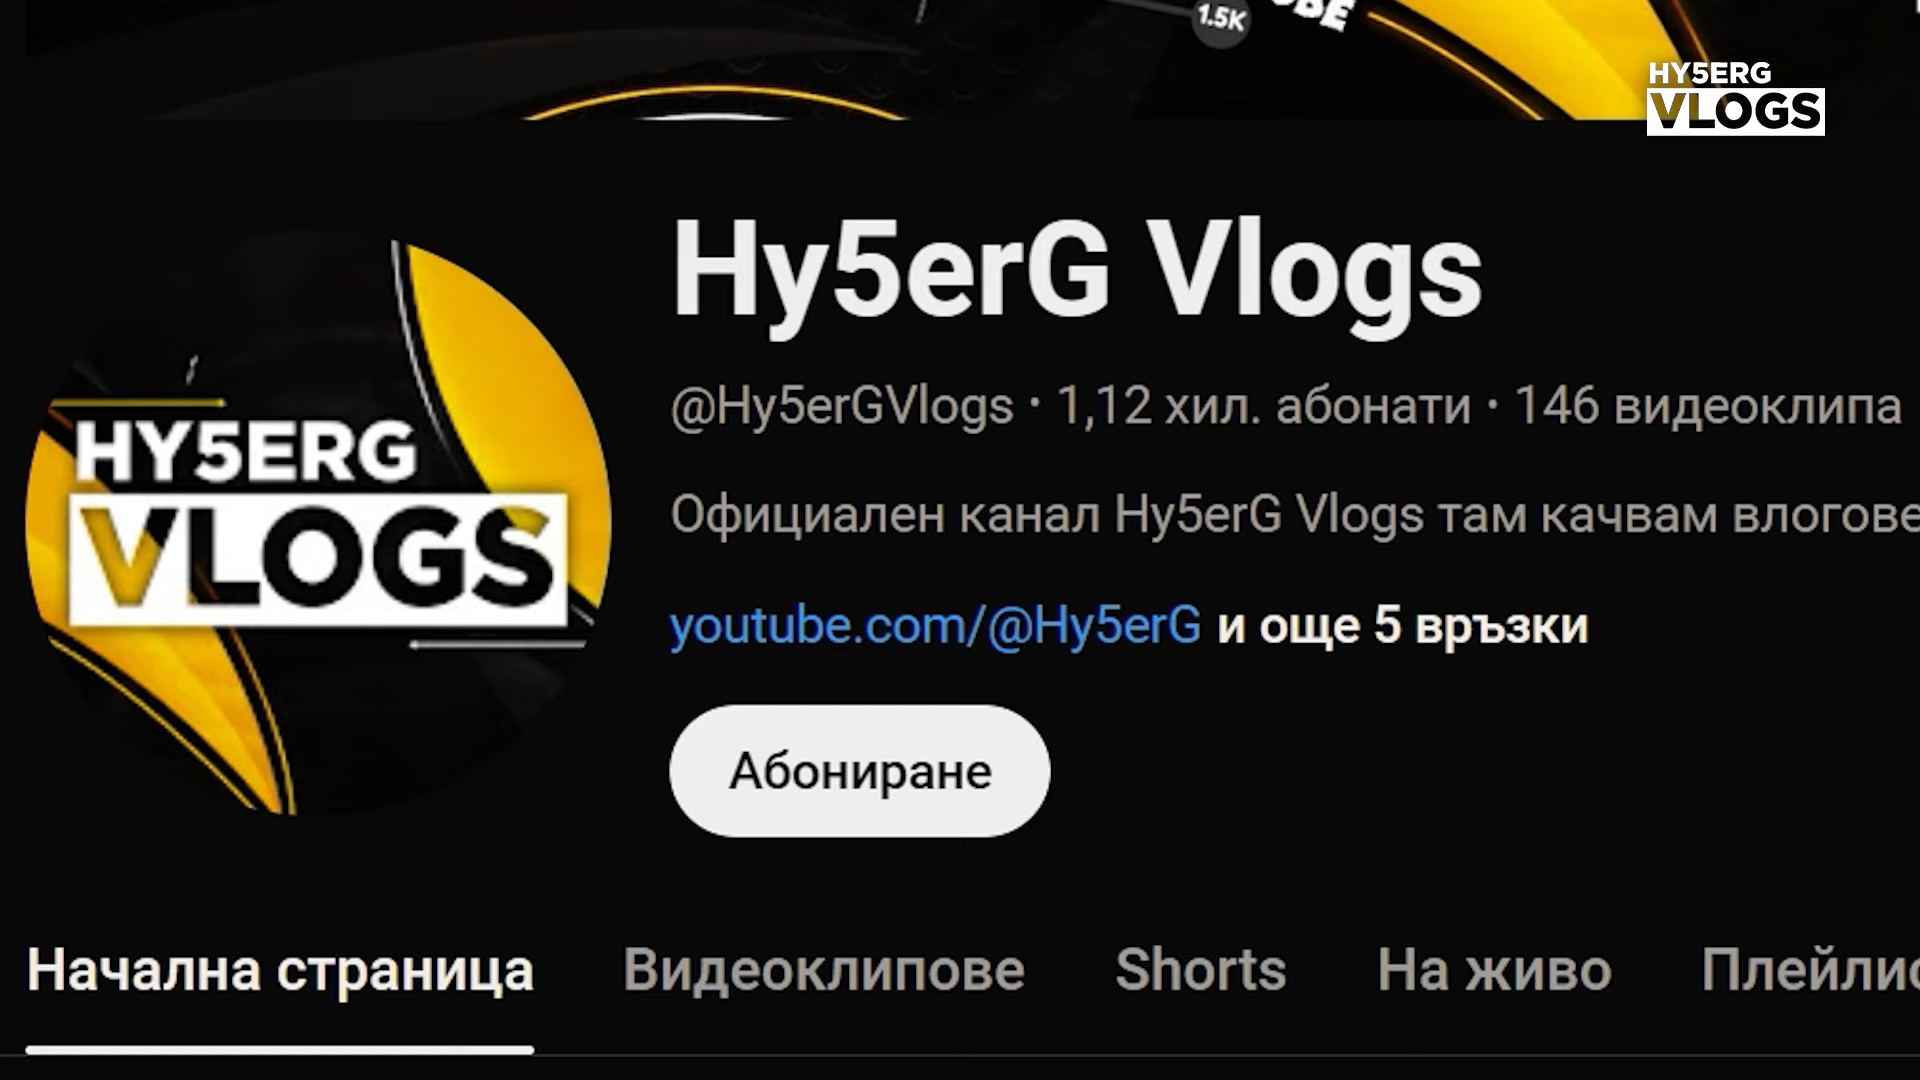 1.5K
HY5ERG
VLOGS
Hy5erG Vlogs
@Hy5erGVlogs · 1,12 хил. абонати · 146 видеоклипа
HY5ERG
VLOGS
Официален канал Hy5erG Vlogs там качвам влогове
youtube.com/@Hy5erG и още 5 връзки
Абониране
Начална страница Видеоклипове Shorts На живо